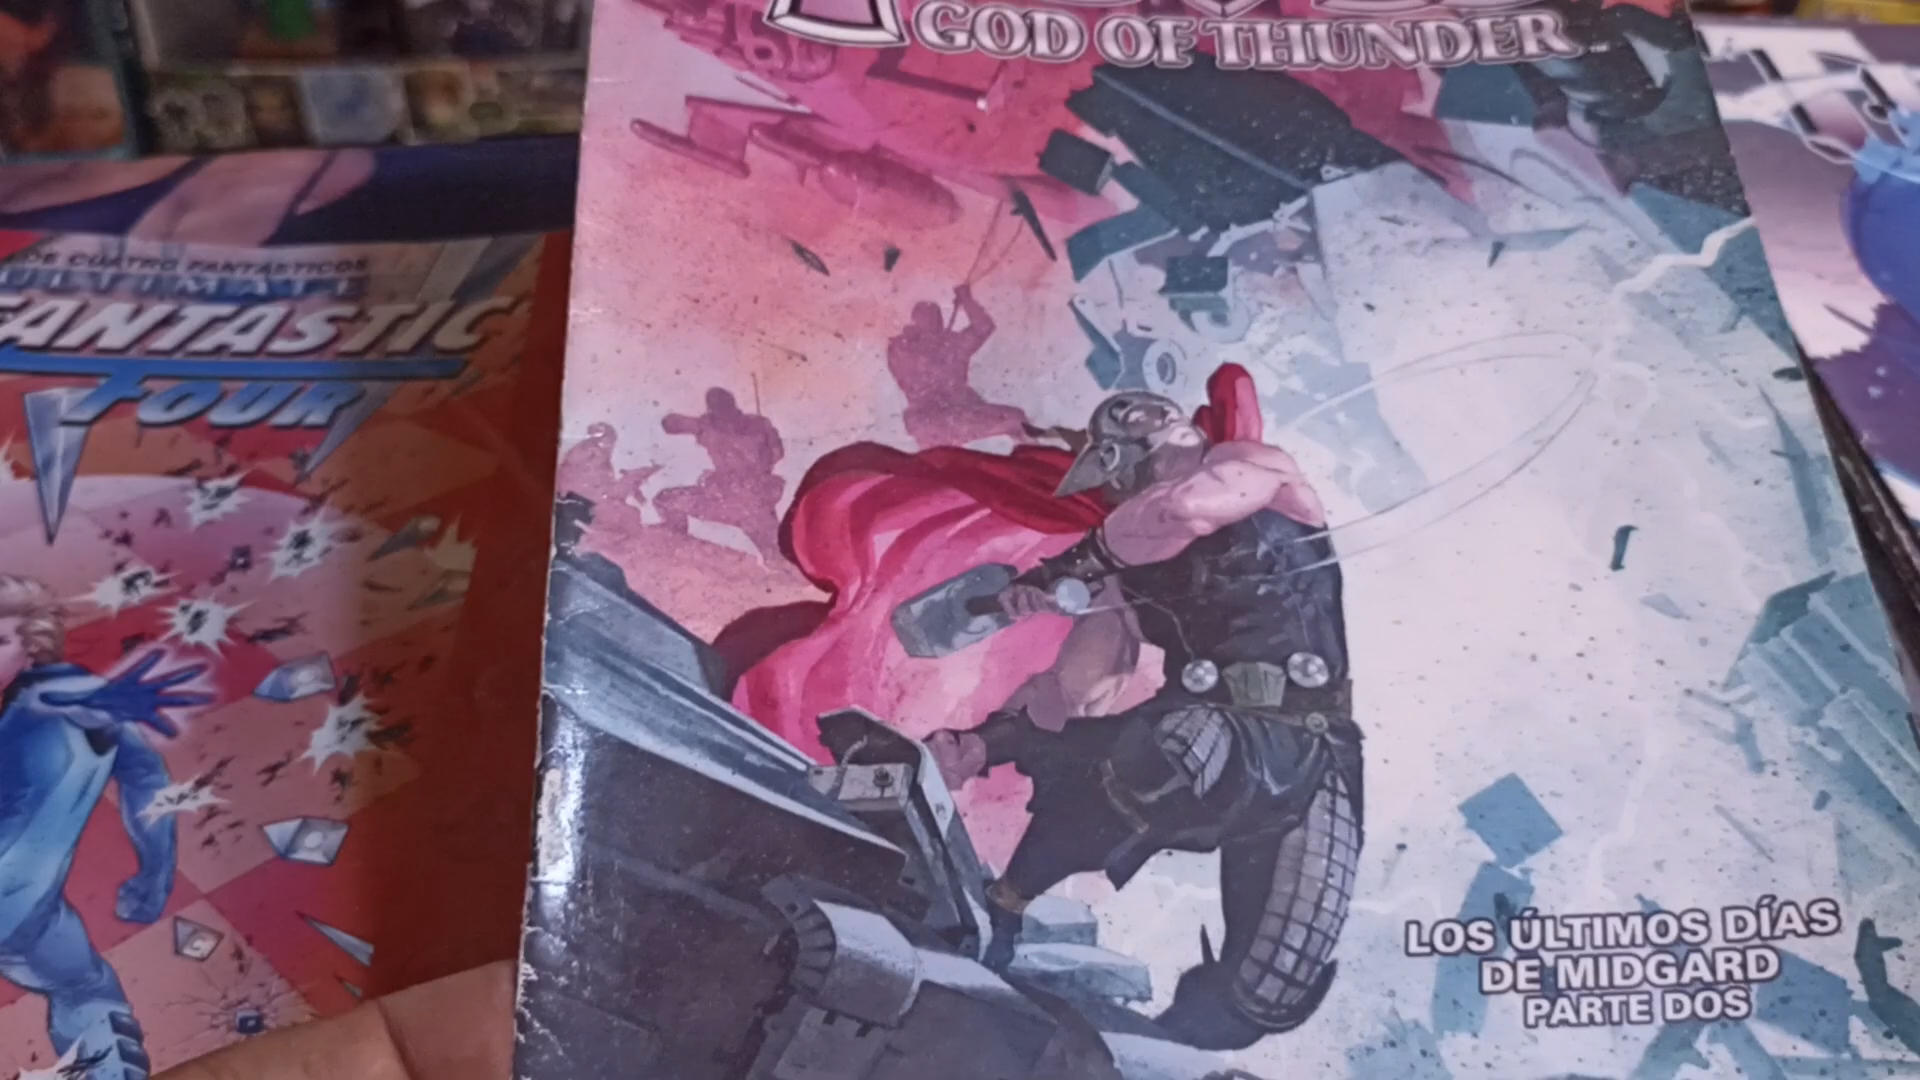 GOD OF THUNDER
DE CUATRO FANTÁSTICOS
ULTIMATE
FANTASTIC
FOUR
LOS ÚLTIMOS DÍAS
DE MIDGARD
PARTE DOS